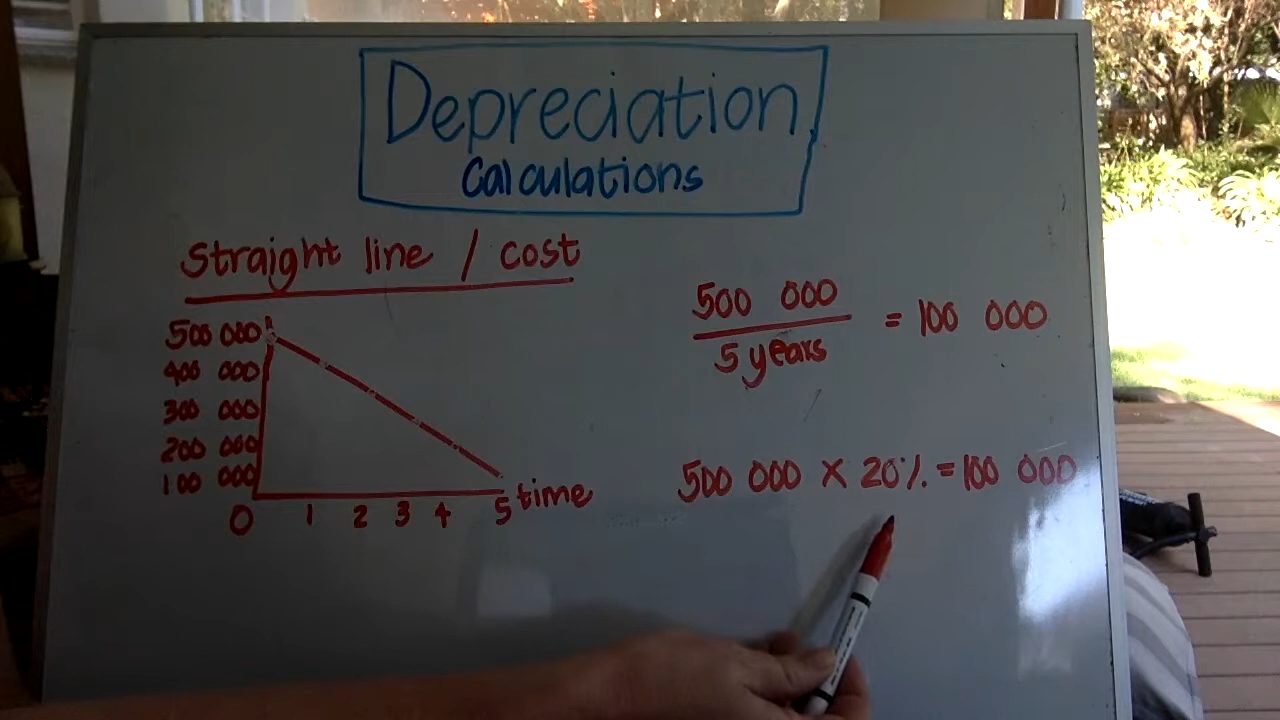 Depreciation
Calculations
Straight line / cost
500 000
400 000
300 000
200 000
100 000
0 1 2 3 4 5 time
500 000
5 years
= 100 000
500 000 X 20% = 100 000